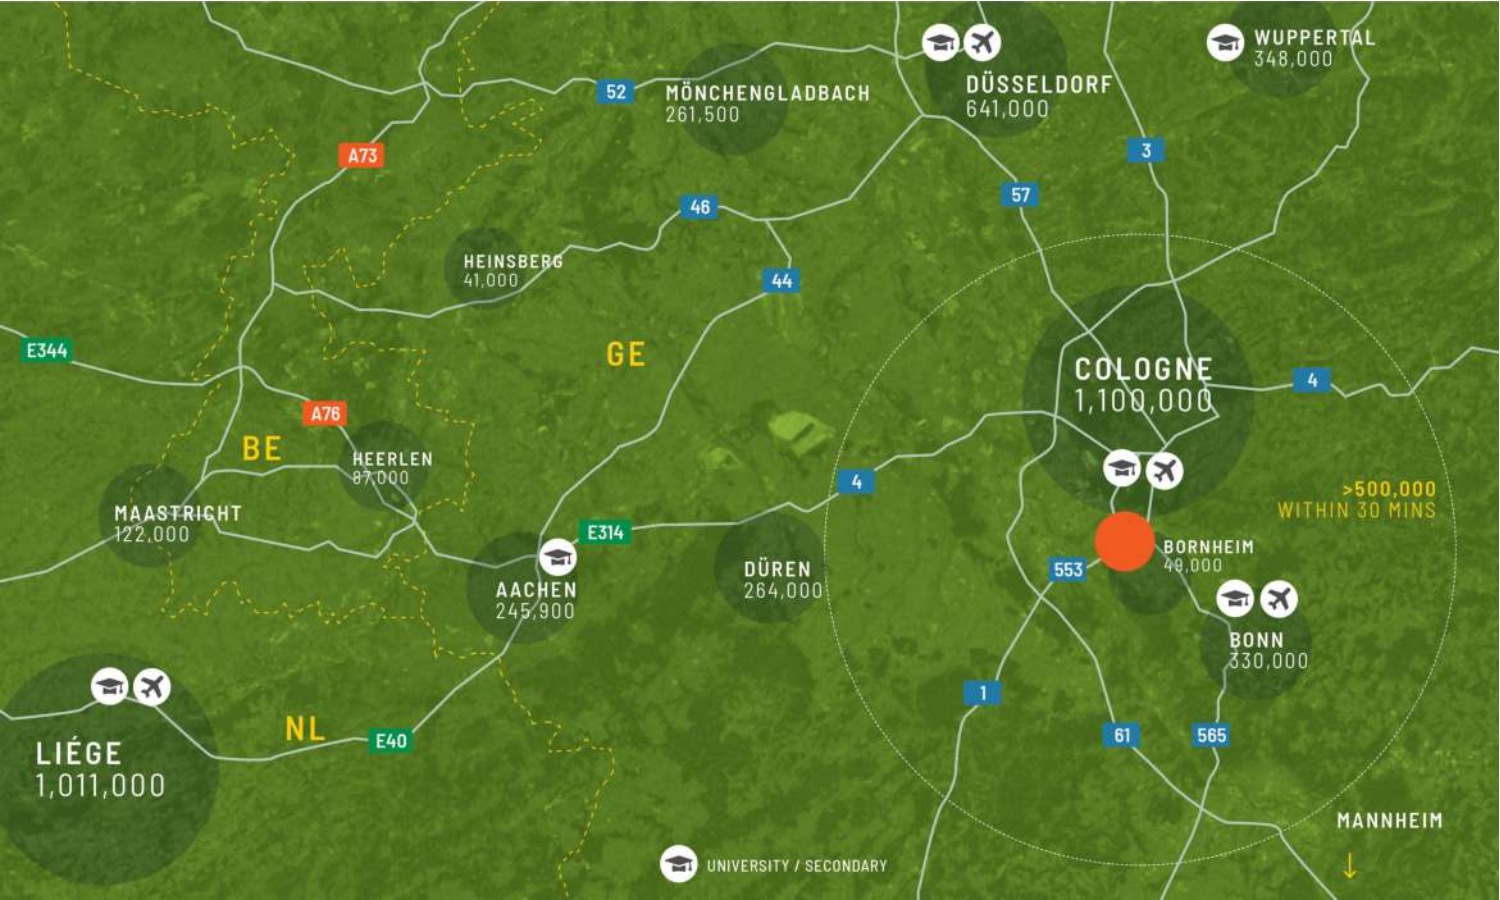 WUPPERTAL
348,000
DÜSSELDORF
641,000
52
MÖNCHENGLADBACH
261,500
A73
3
57
46
HEINSBERG
41,000
44
E344
GE
COLOGNE
1,100,000
4
A76
BE
HEERLEN
87,000
4
>500,000
WITHIN 30 MINS
MAASTRICHT
122,000
E314
BORNHEIM
49,000
553
DÜREN
264,000
AACHEN
245,900
BONN
330,000
1
NL
E40
61
565
LIÉGE
1,011,000
MANNHEIM
UNIVERSITY / SECONDARY